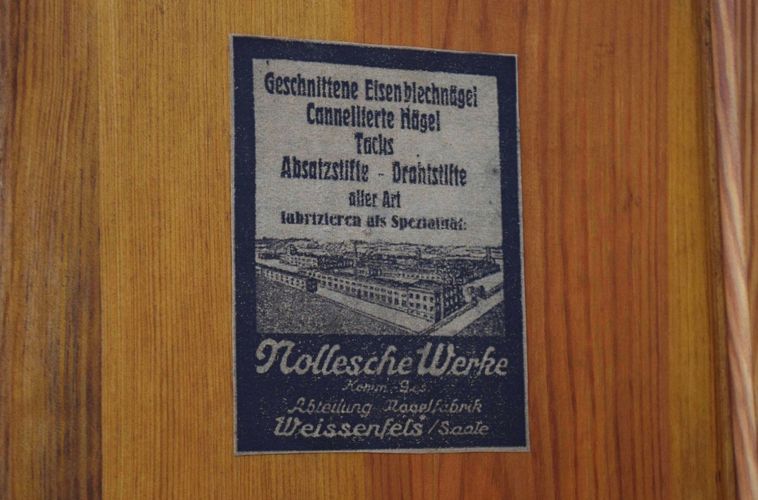 Geschnittene Eisenblechnägel
Cannellierte Nägel
Tacks
Absatzstifte - Drahtstifte
aller Art
fabrizieren als Spezialität:
Nollesche Werke
Komm. Ges.
Abteilung Nagelfabrik
Weissenfels /Saale